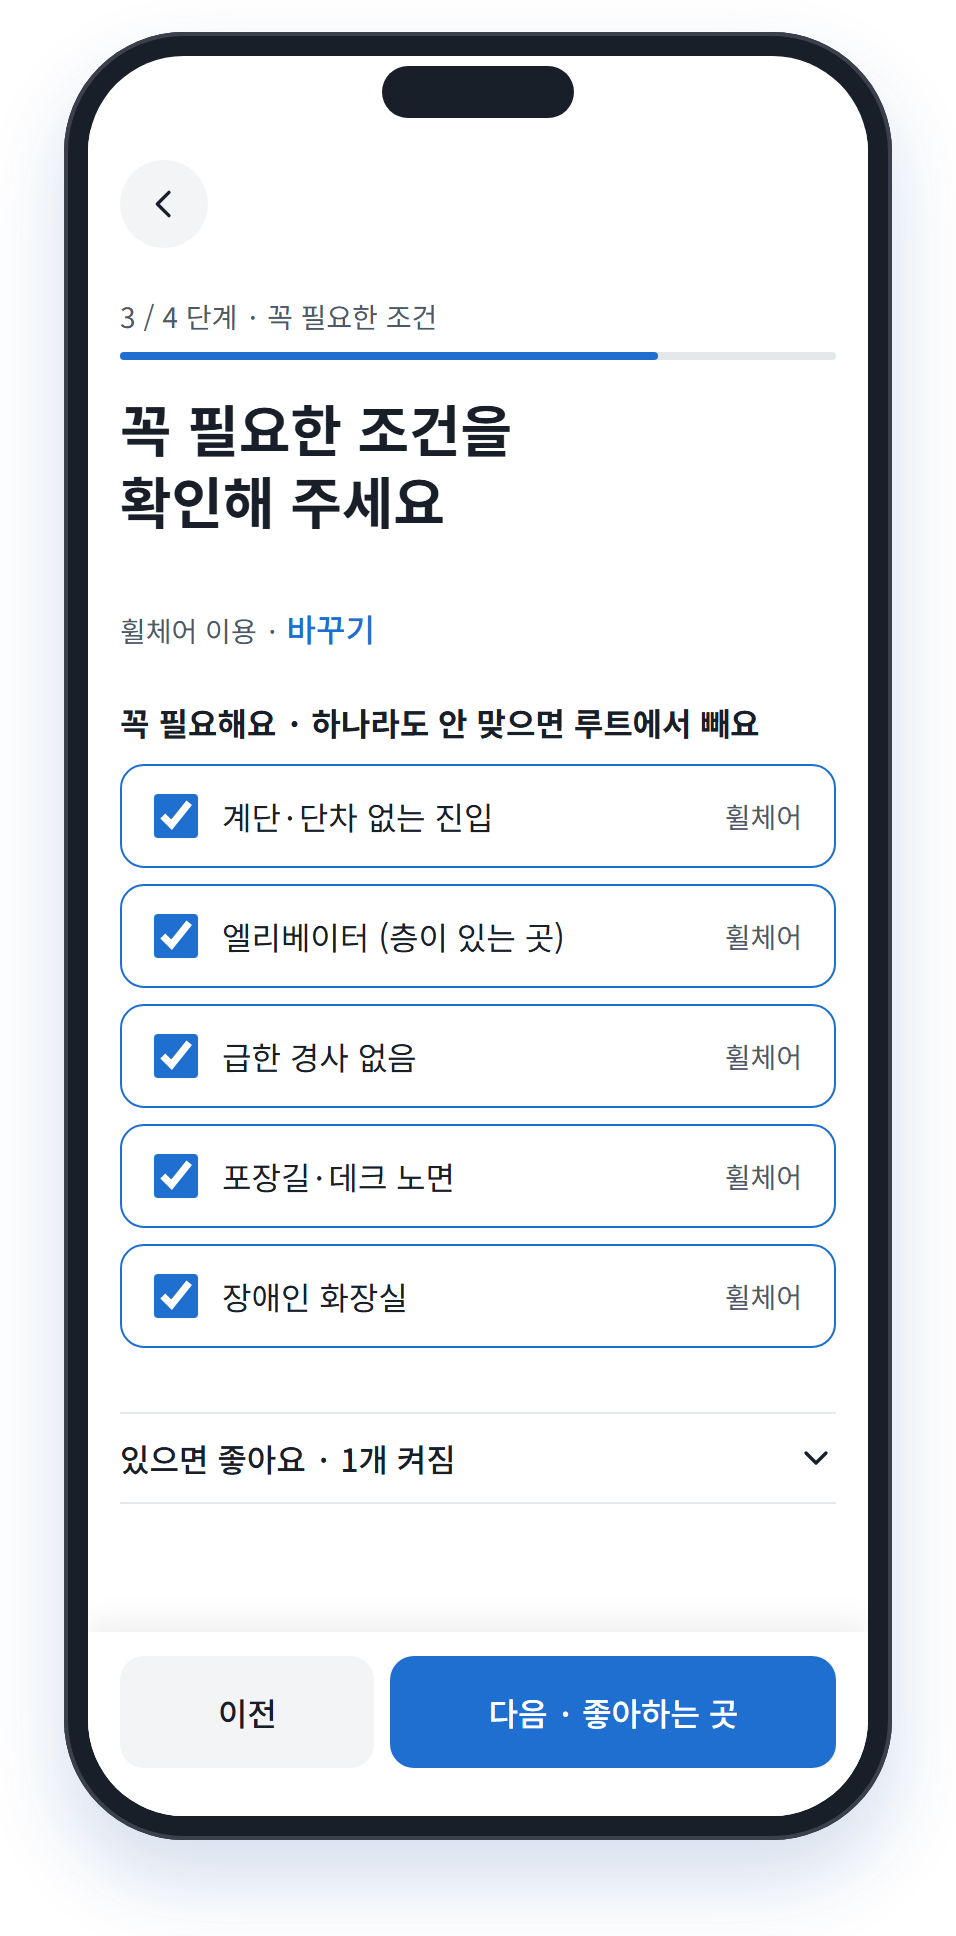 3 / 4 단계 · 꼭 필요한 조건
꼭 필요한 조건을
확인해 주세요
휠체어 이용 · 바꾸기
꼭 필요해요 · 하나라도 안 맞으면 루트에서 빼요
계단·단차 없는 진입 휠체어
엘리베이터 (층이 있는 곳) 휠체어
급한 경사 없음 휠체어
포장길·데크 노면 휠체어
장애인 화장실 휠체어
있으면 좋아요 · 1개 켜짐
이전 다음 · 좋아하는 곳